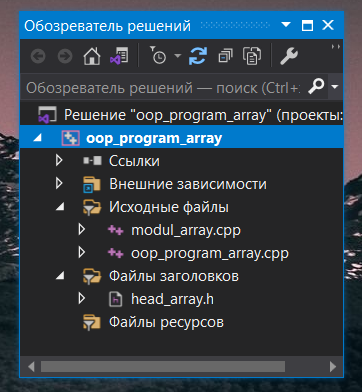 Обозреватель решений
Обозреватель решений — поиск (Ctrl+
Решение "oop_program_array" (проекты:
oop_program_array
Ссылки
Внешние зависимости
Исходные файлы
modul_array.cpp
oop_program_array.cpp
Файлы заголовков
head_array.h
Файлы ресурсов